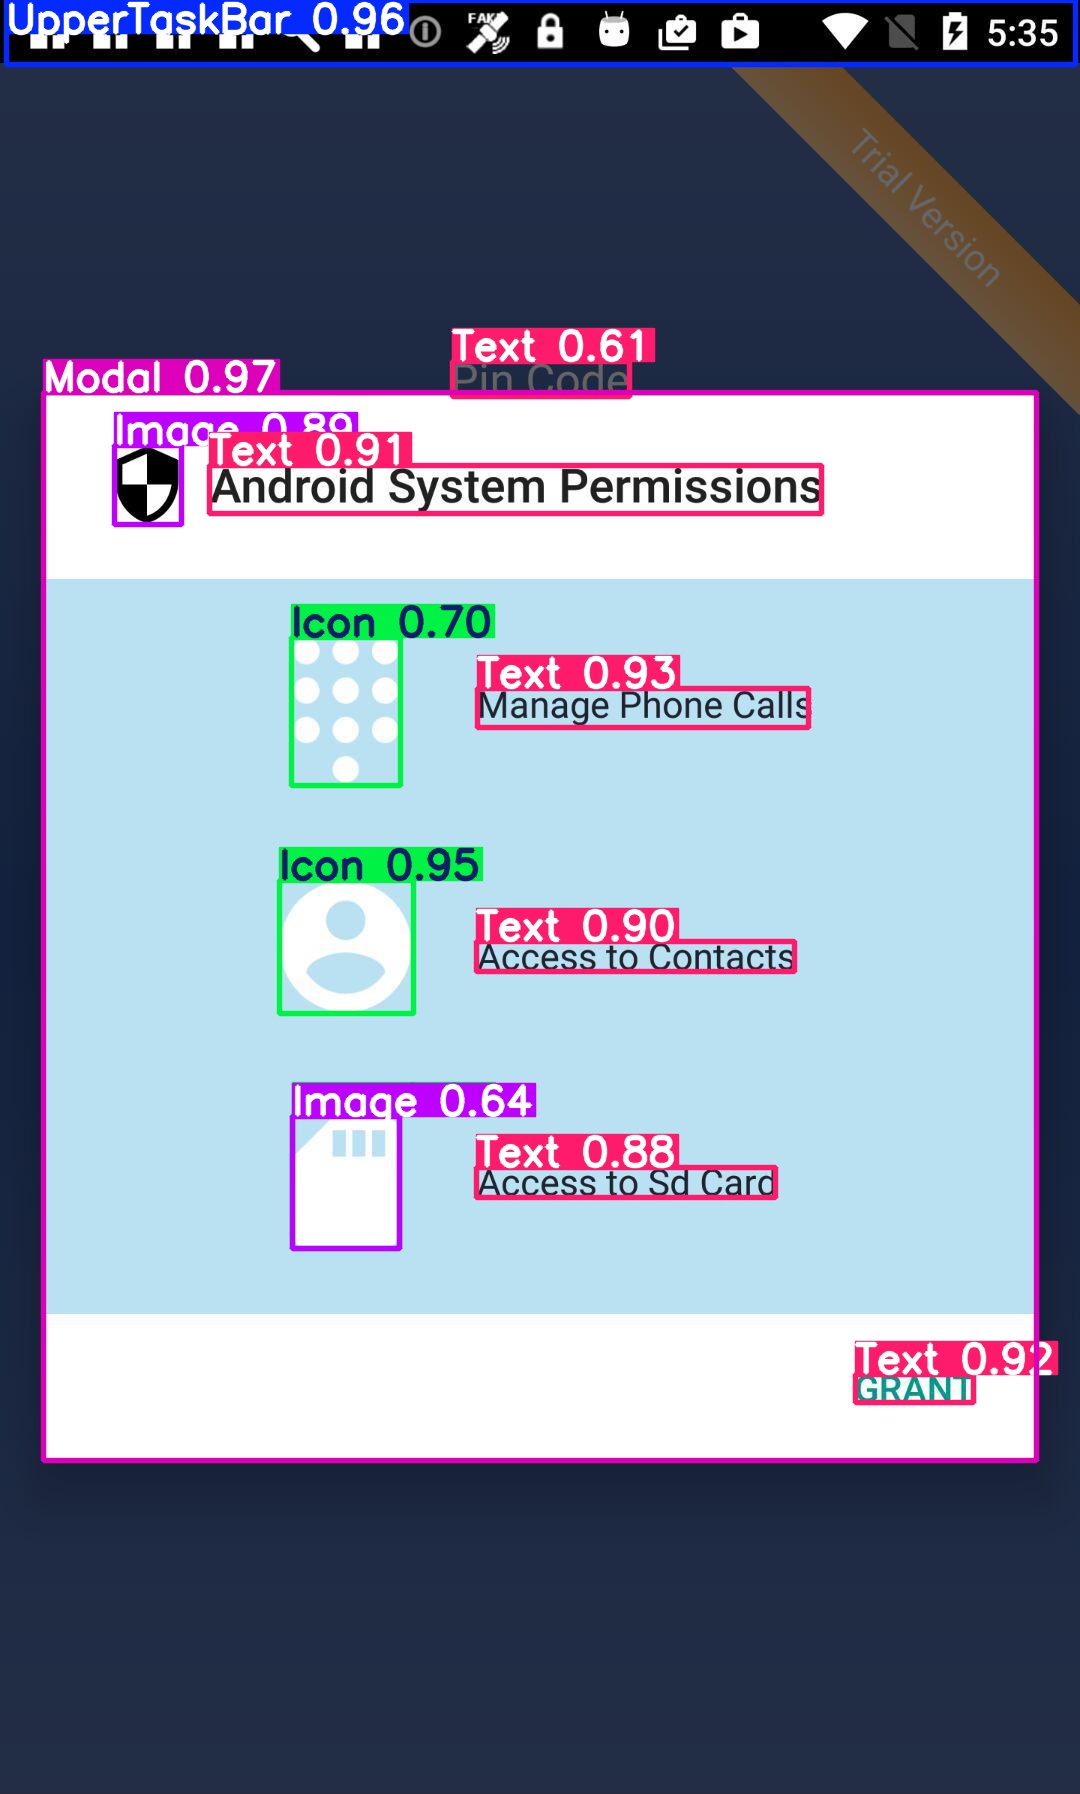 UpperTaskBar 0.96
FAKE
5:35
Trial Version
Text 0.61
Pin Code
Modal 0.97
Image 0.89
Text 0.91
Android System Permissions
Icon 0.70
Text 0.93
Manage Phone Calls
Icon 0.95
Text 0.90
Access to Contacts
Image 0.64
Text 0.88
Access to Sd Card
Text 0.92
GRANT